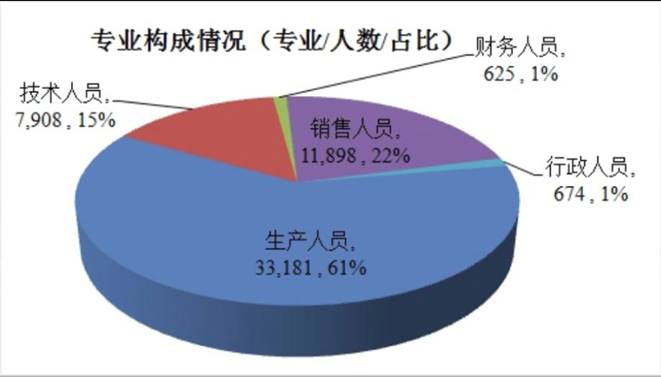 专业构成情况（专业/人数/占比）
财务人员,
625, 1%
技术人员,
7,908, 15%
销售人员,
11,898, 22%
行政人员,
674, 1%
生产人员,
33,181, 61%